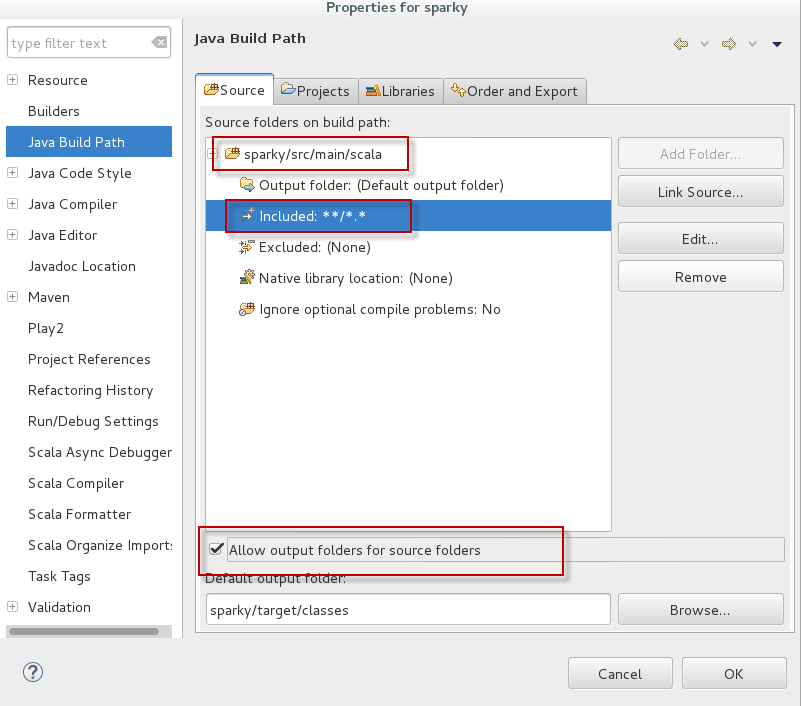 Properties for sparky
type filter text
Resource
Builders
Java Build Path
Java Code Style
Java Compiler
Java Editor
Javadoc Location
Maven
Play2
Project References
Refactoring History
Run/Debug Settings
Scala Async Debugger
Scala Compiler
Scala Formatter
Scala Organize Imports
Task Tags
Validation
Java Build Path
Source Projects Libraries Order and Export
Source folders on build path:
sparky/src/main/scala
Output folder: (Default output folder)
Included: **/*.*
Excluded: (None)
Native library location: (None)
Ignore optional compile problems: No
Add Folder...
Link Source...
Edit...
Remove
Allow output folders for source folders
Default output folder:
sparky/target/classes
Browse...
Cancel
OK